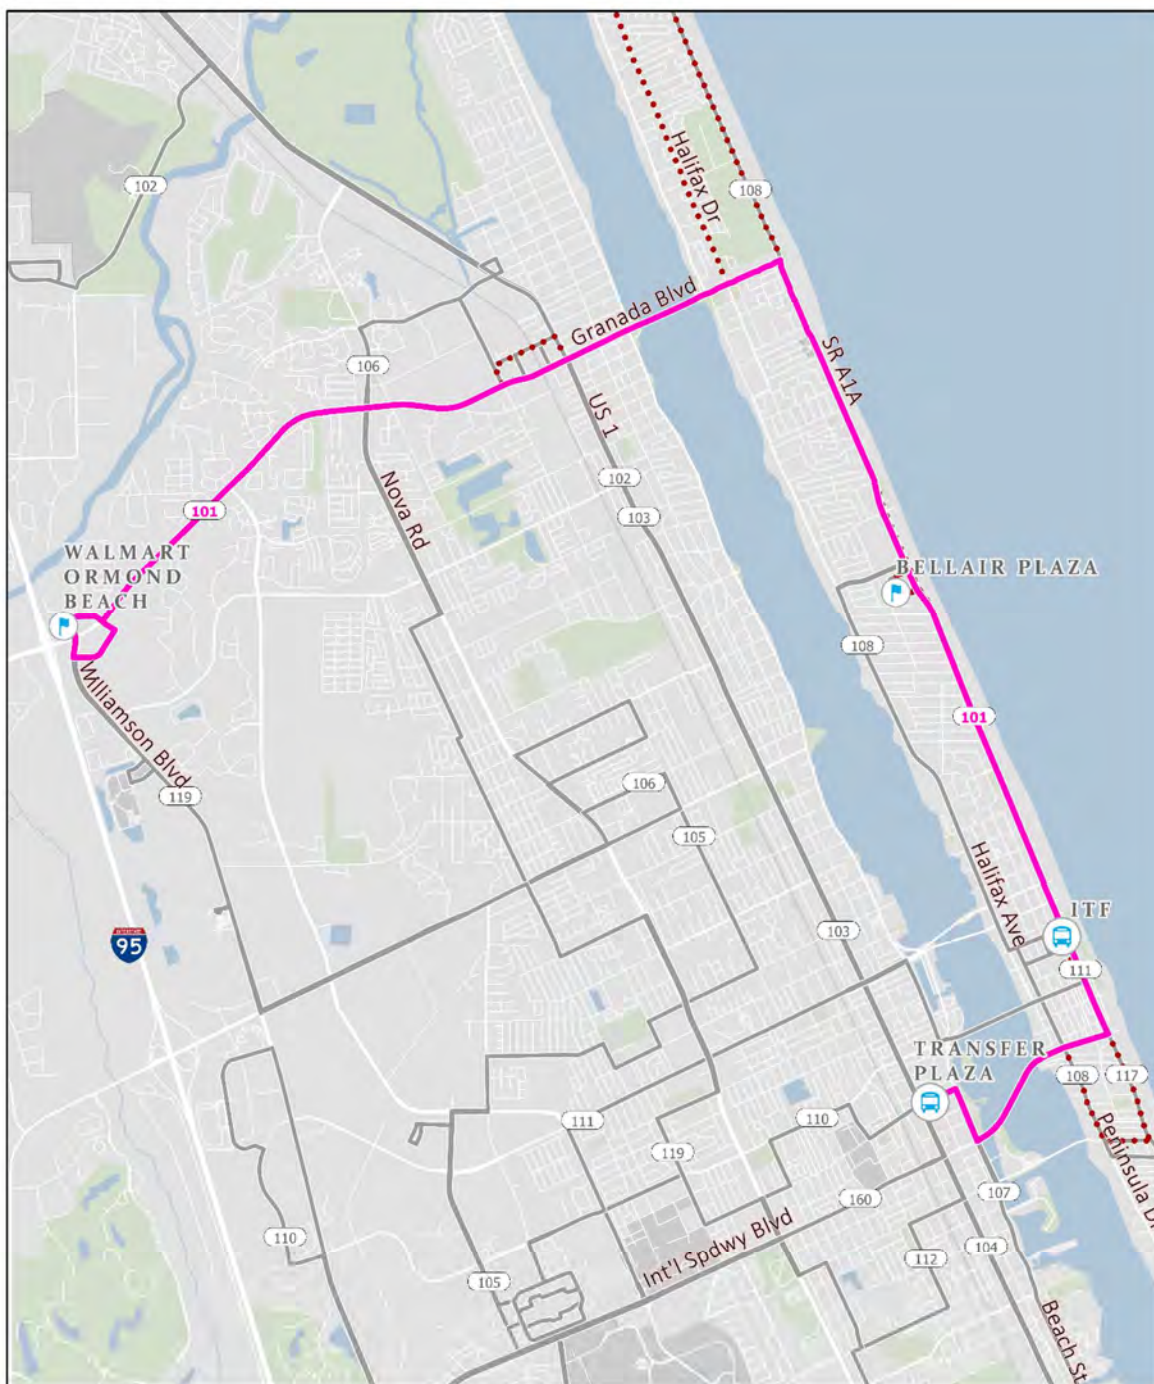 Halifax Dr
108
102
Granada Blvd
SR A1A
106
US 1
102
Nova Rd
101
103
WALMART
ORMOND
BEACH
BELLAIR PLAZA
108
Williamson Blvd
101
119
106
105
Halifax Ave
ITF
103
95
111
TRANSFER
PLAZA
108
117
110
111
119
Peninsula Dr
160
107
110
Int'l Spdwy Blvd
104
112
105
Beach St